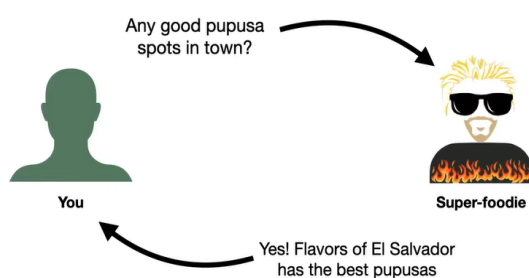 Any good pupusa
spots in town?
You
Super-foodie
Yes! Flavors of El Salvador
has the best pupusas